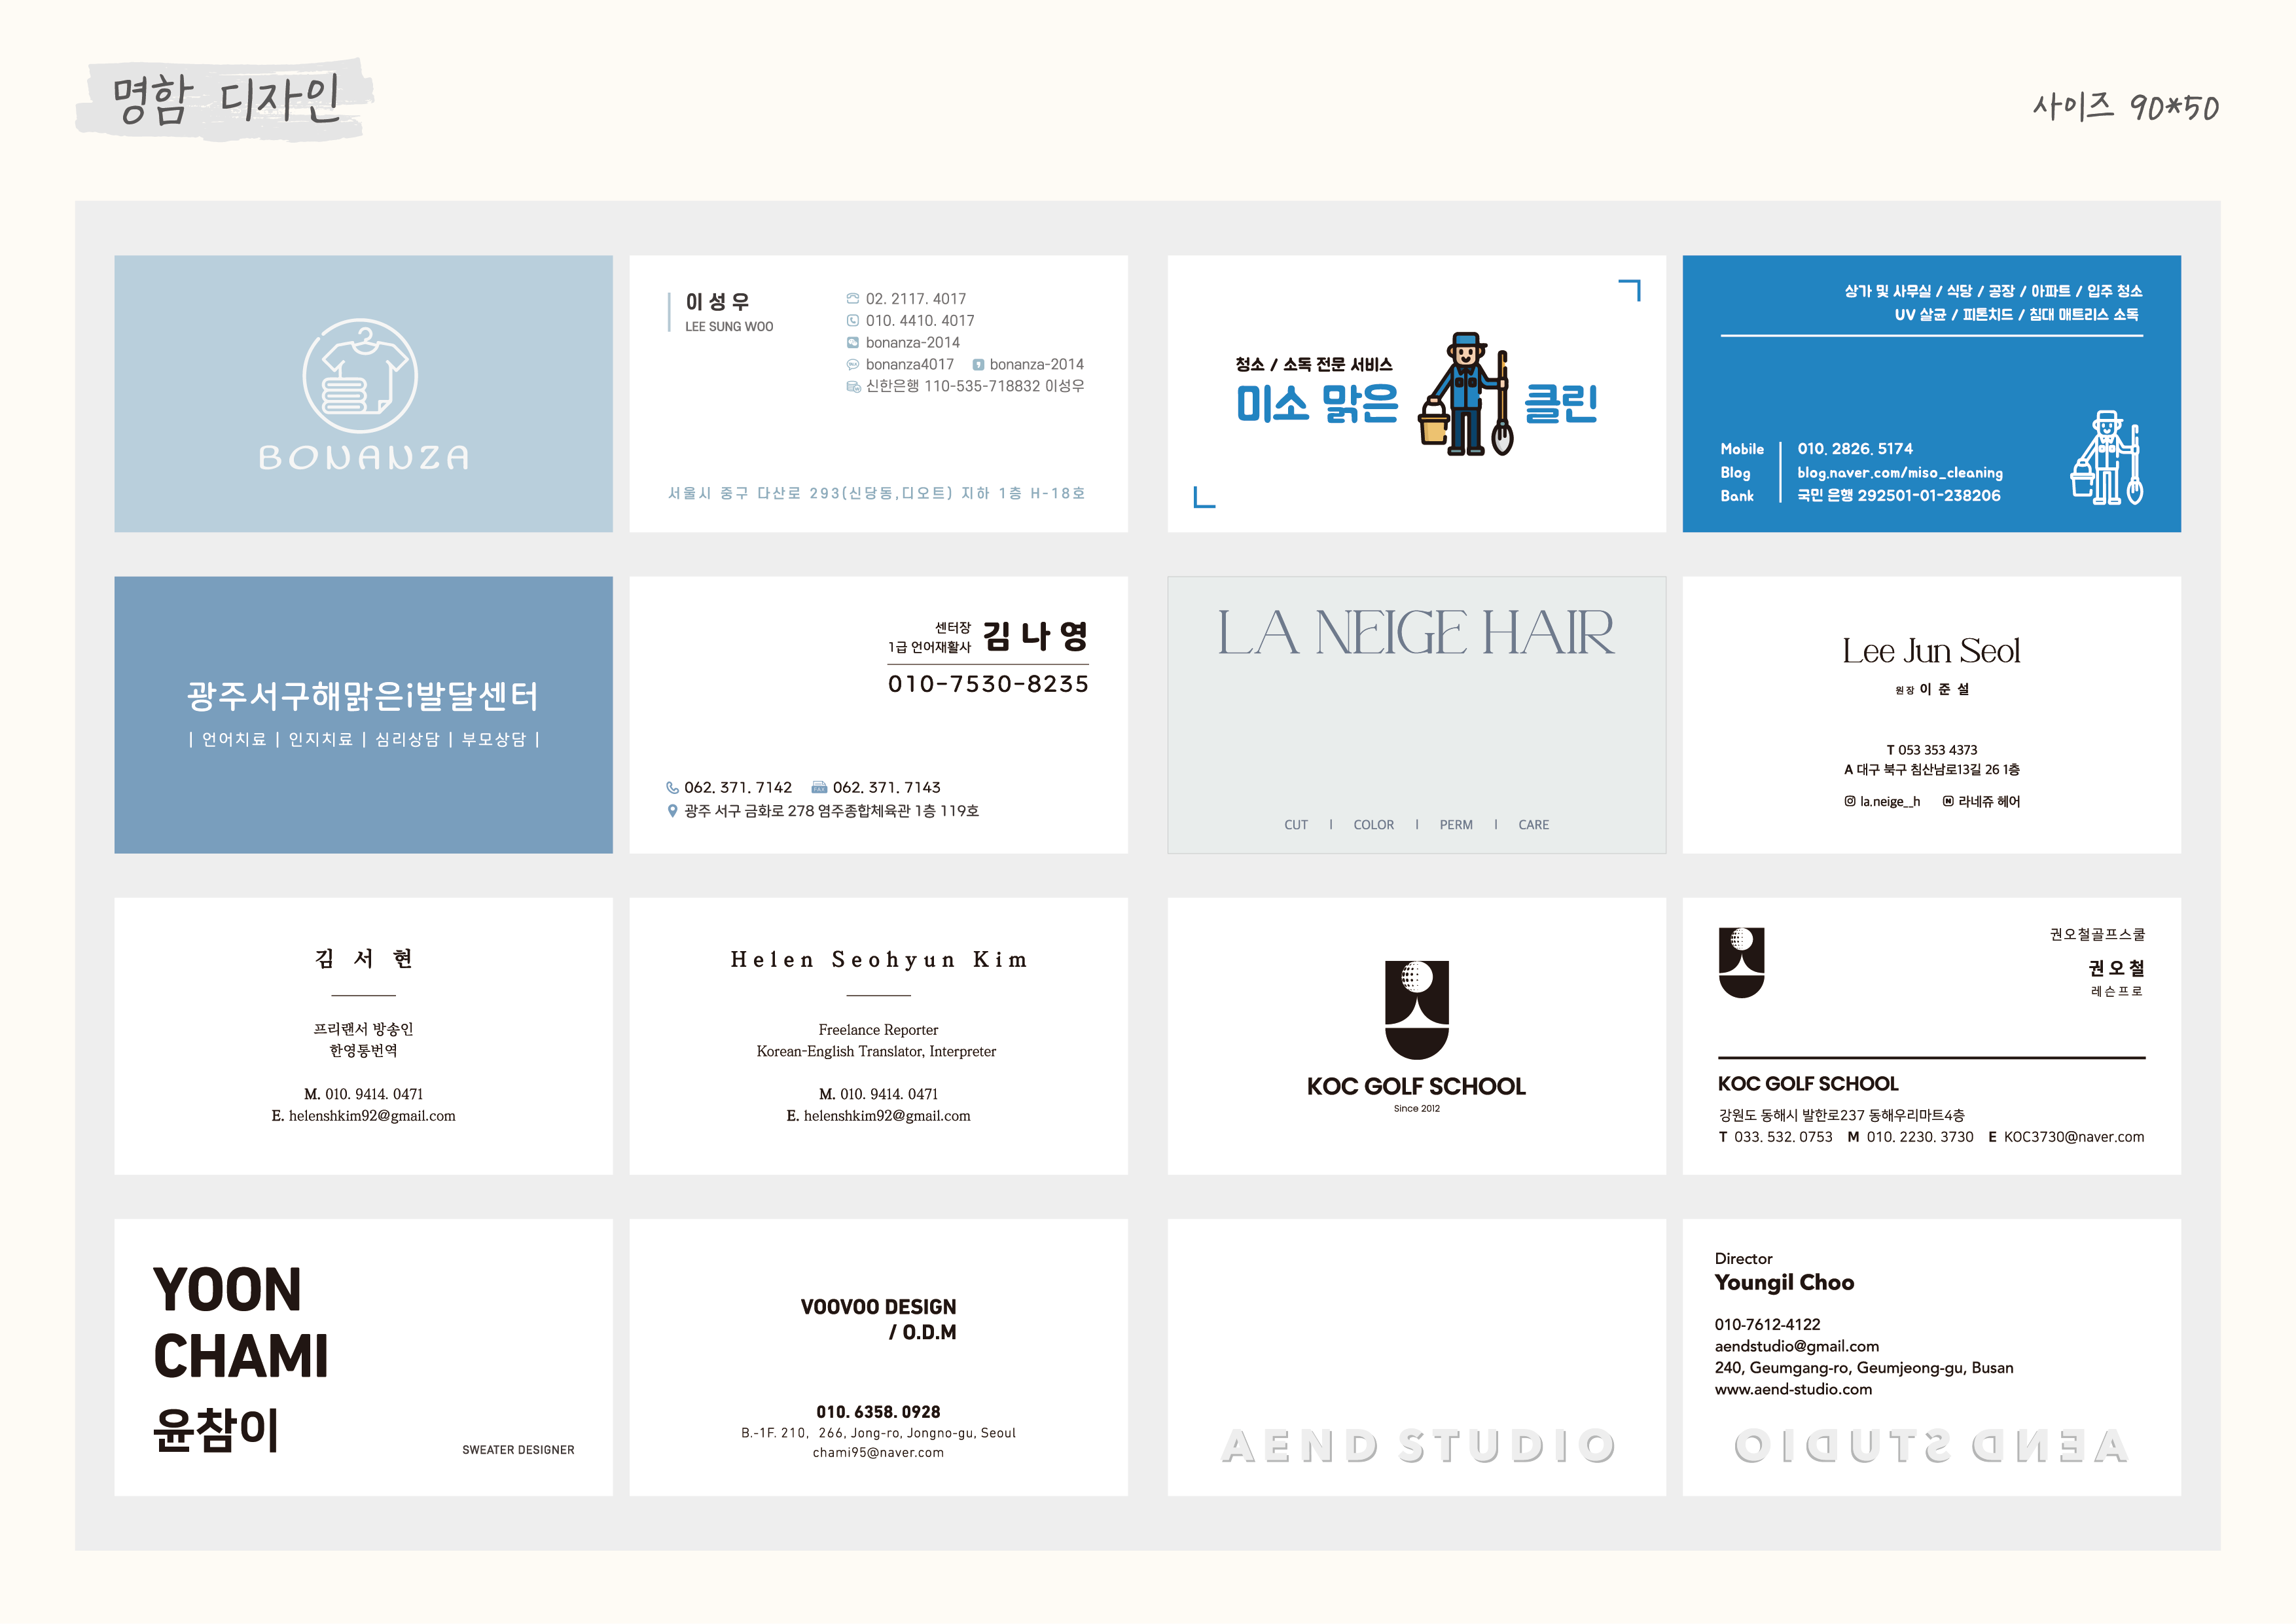 명함 디자인
사이즈 90*50
BONANZA
이성우
LEE SUNG WOO
02. 2117. 4017
010. 4410. 4017
bonanza-2014
bonanza4017 bonanza-2014
신한은행 110-535-718832 이성우
서울시 중구 다산로 293(신당동,디오트) 지하 1층 H-18호
청소 / 소독 전문 서비스
미소 맑은 클린
상가 및 사무실 / 식당 / 공장 / 아파트 / 입주 청소
UV 살균 / 피톤치드 / 침대 매트리스 소독
Mobile 010. 2826. 5174
Blog blog.naver.com/miso_cleaning
Bank 국민 은행 292501-01-238206
광주서구해맑은i발달센터
| 언어치료 | 인지치료 | 심리상담 | 부모상담 |
센터장
1급 언어재활사 김나영
010-7530-8235
062. 371. 7142 FAX 062. 371. 7143
광주 서구 금화로 278 염주종합체육관 1층 119호
LA NEIGE HAIR
CUT | COLOR | PERM | CARE
Lee Jun Seol
원장 이 준 설
T 053 353 4373
A 대구 북구 침산남로13길 26 1층
la.neige__h N 라네쥬 헤어
김 서 현
프리랜서 방송인
한영통번역
M. 010. 9414. 0471
E. helenshkim92@gmail.com
Helen Seohyun Kim
Freelance Reporter
Korean-English Translator, Interpreter
M. 010. 9414. 0471
E. helenshkim92@gmail.com
KOC GOLF SCHOOL
Since 2012
권오철골프스쿨
권오철
레슨프로
KOC GOLF SCHOOL
강원도 동해시 발한로237 동해우리마트4층
T 033. 532. 0753 M 010. 2230. 3730 E KOC3730@naver.com
YOON
CHAMI
윤참이
SWEATER DESIGNER
VOOVOO DESIGN
/ O.D.M
010. 6358. 0928
B.-1F. 210, 266, Jong-ro, Jongno-gu, Seoul
chami95@naver.com
AEND STUDIO
Director
Youngil Choo
010-7612-4122
aendstudio@gmail.com
240, Geumgang-ro, Geumjeong-gu, Busan
www.aend-studio.com
AEND STUDIO